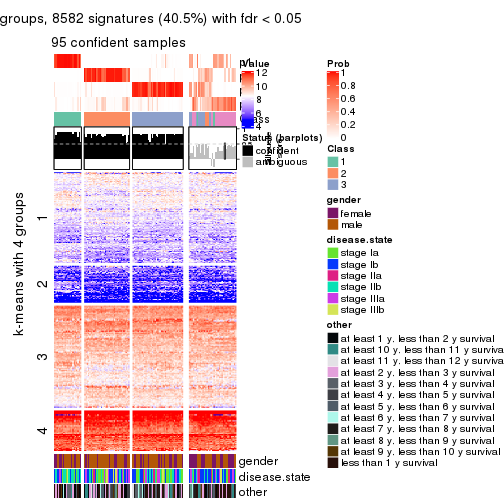 groups, 8582 signatures (40.5%) with fdr < 0.05
95 confident samples
k-means with 4 groups
1
2
3
4
gender
disease.state
other
Value
12
10
8
6
4
Class
Status (barplots)
confident
ambiguous
Prob
1
0.8
0.6
0.4
0.2
0
Class
1
2
3
gender
female
male
disease.state
stage Ia
stage Ib
stage IIa
stage IIb
stage IIIa
stage IIIb
other
at least 1 y. less than 2 y survival
at least 10 y. less than 11 y surviva
at least 11 y. less than 12 y surviva
at least 2 y. less than 3 y survival
at least 3 y. less than 4 y survival
at least 4 y. less than 5 y survival
at least 5 y. less than 6 y survival
at least 6 y. less than 7 y survival
at least 7 y. less than 8 y survival
at least 8 y. less than 9 y survival
at least 9 y. less than 10 y survival
less than 1 y survival